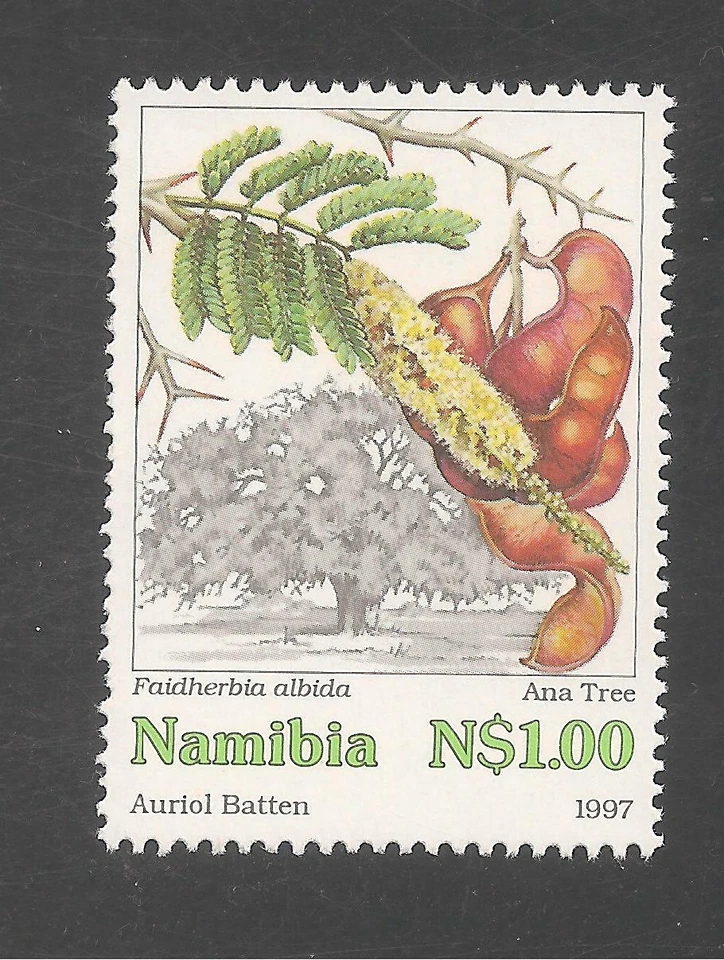 Faidherbia albida Ana Tree
Namibia N$1.00
Auriol Batten 1997